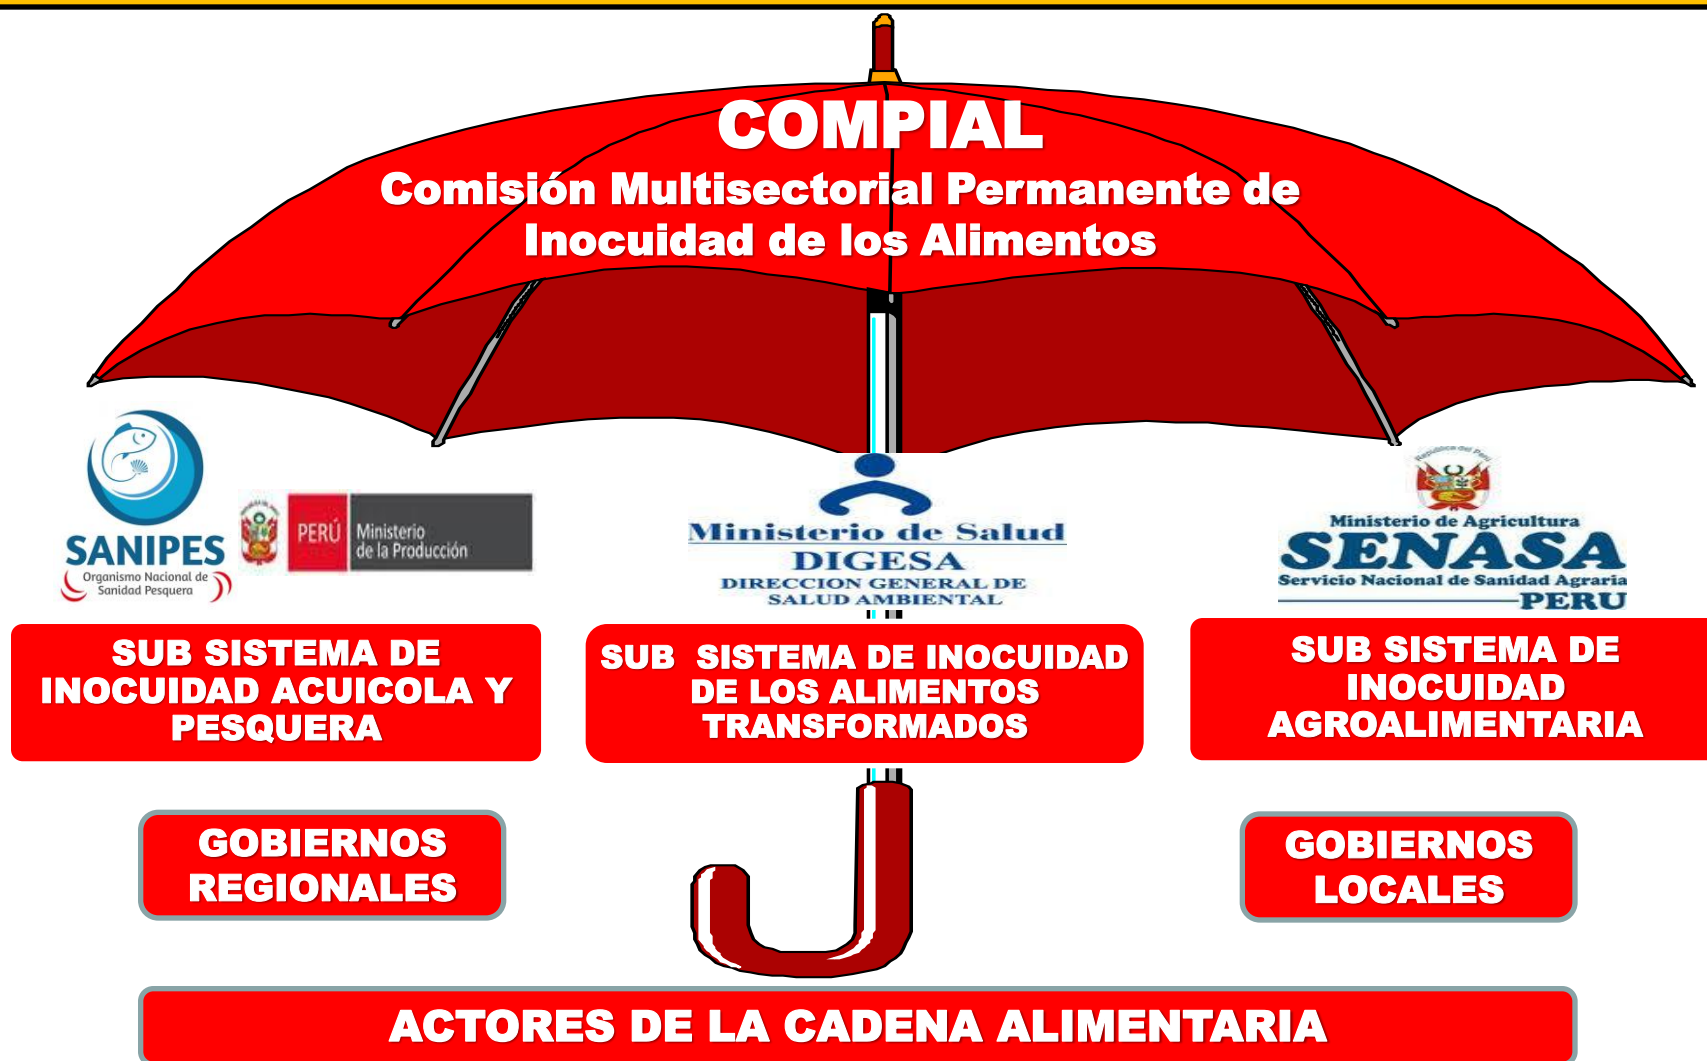 COMPIAL
Comisión Multisectorial Permanente de
Inocuidad de los Alimentos
SANIPES
Organismo Nacional de
Sanidad Pesquera
PERÚ
Ministerio
de la Producción
Ministerio de Salud
DIGESA
DIRECCION GENERAL DE
SALUD AMBIENTAL
República del Perú
Ministerio de Agricultura
SENASA
Servicio Nacional de Sanidad Agraria
PERU
SUB SISTEMA DE
INOCUIDAD ACUICOLA Y
PESQUERA
SUB SISTEMA DE INOCUIDAD
DE LOS ALIMENTOS
TRANSFORMADOS
SUB SISTEMA DE
INOCUIDAD
AGROALIMENTARIA
GOBIERNOS
REGIONALES
GOBIERNOS
LOCALES
ACTORES DE LA CADENA ALIMENTARIA